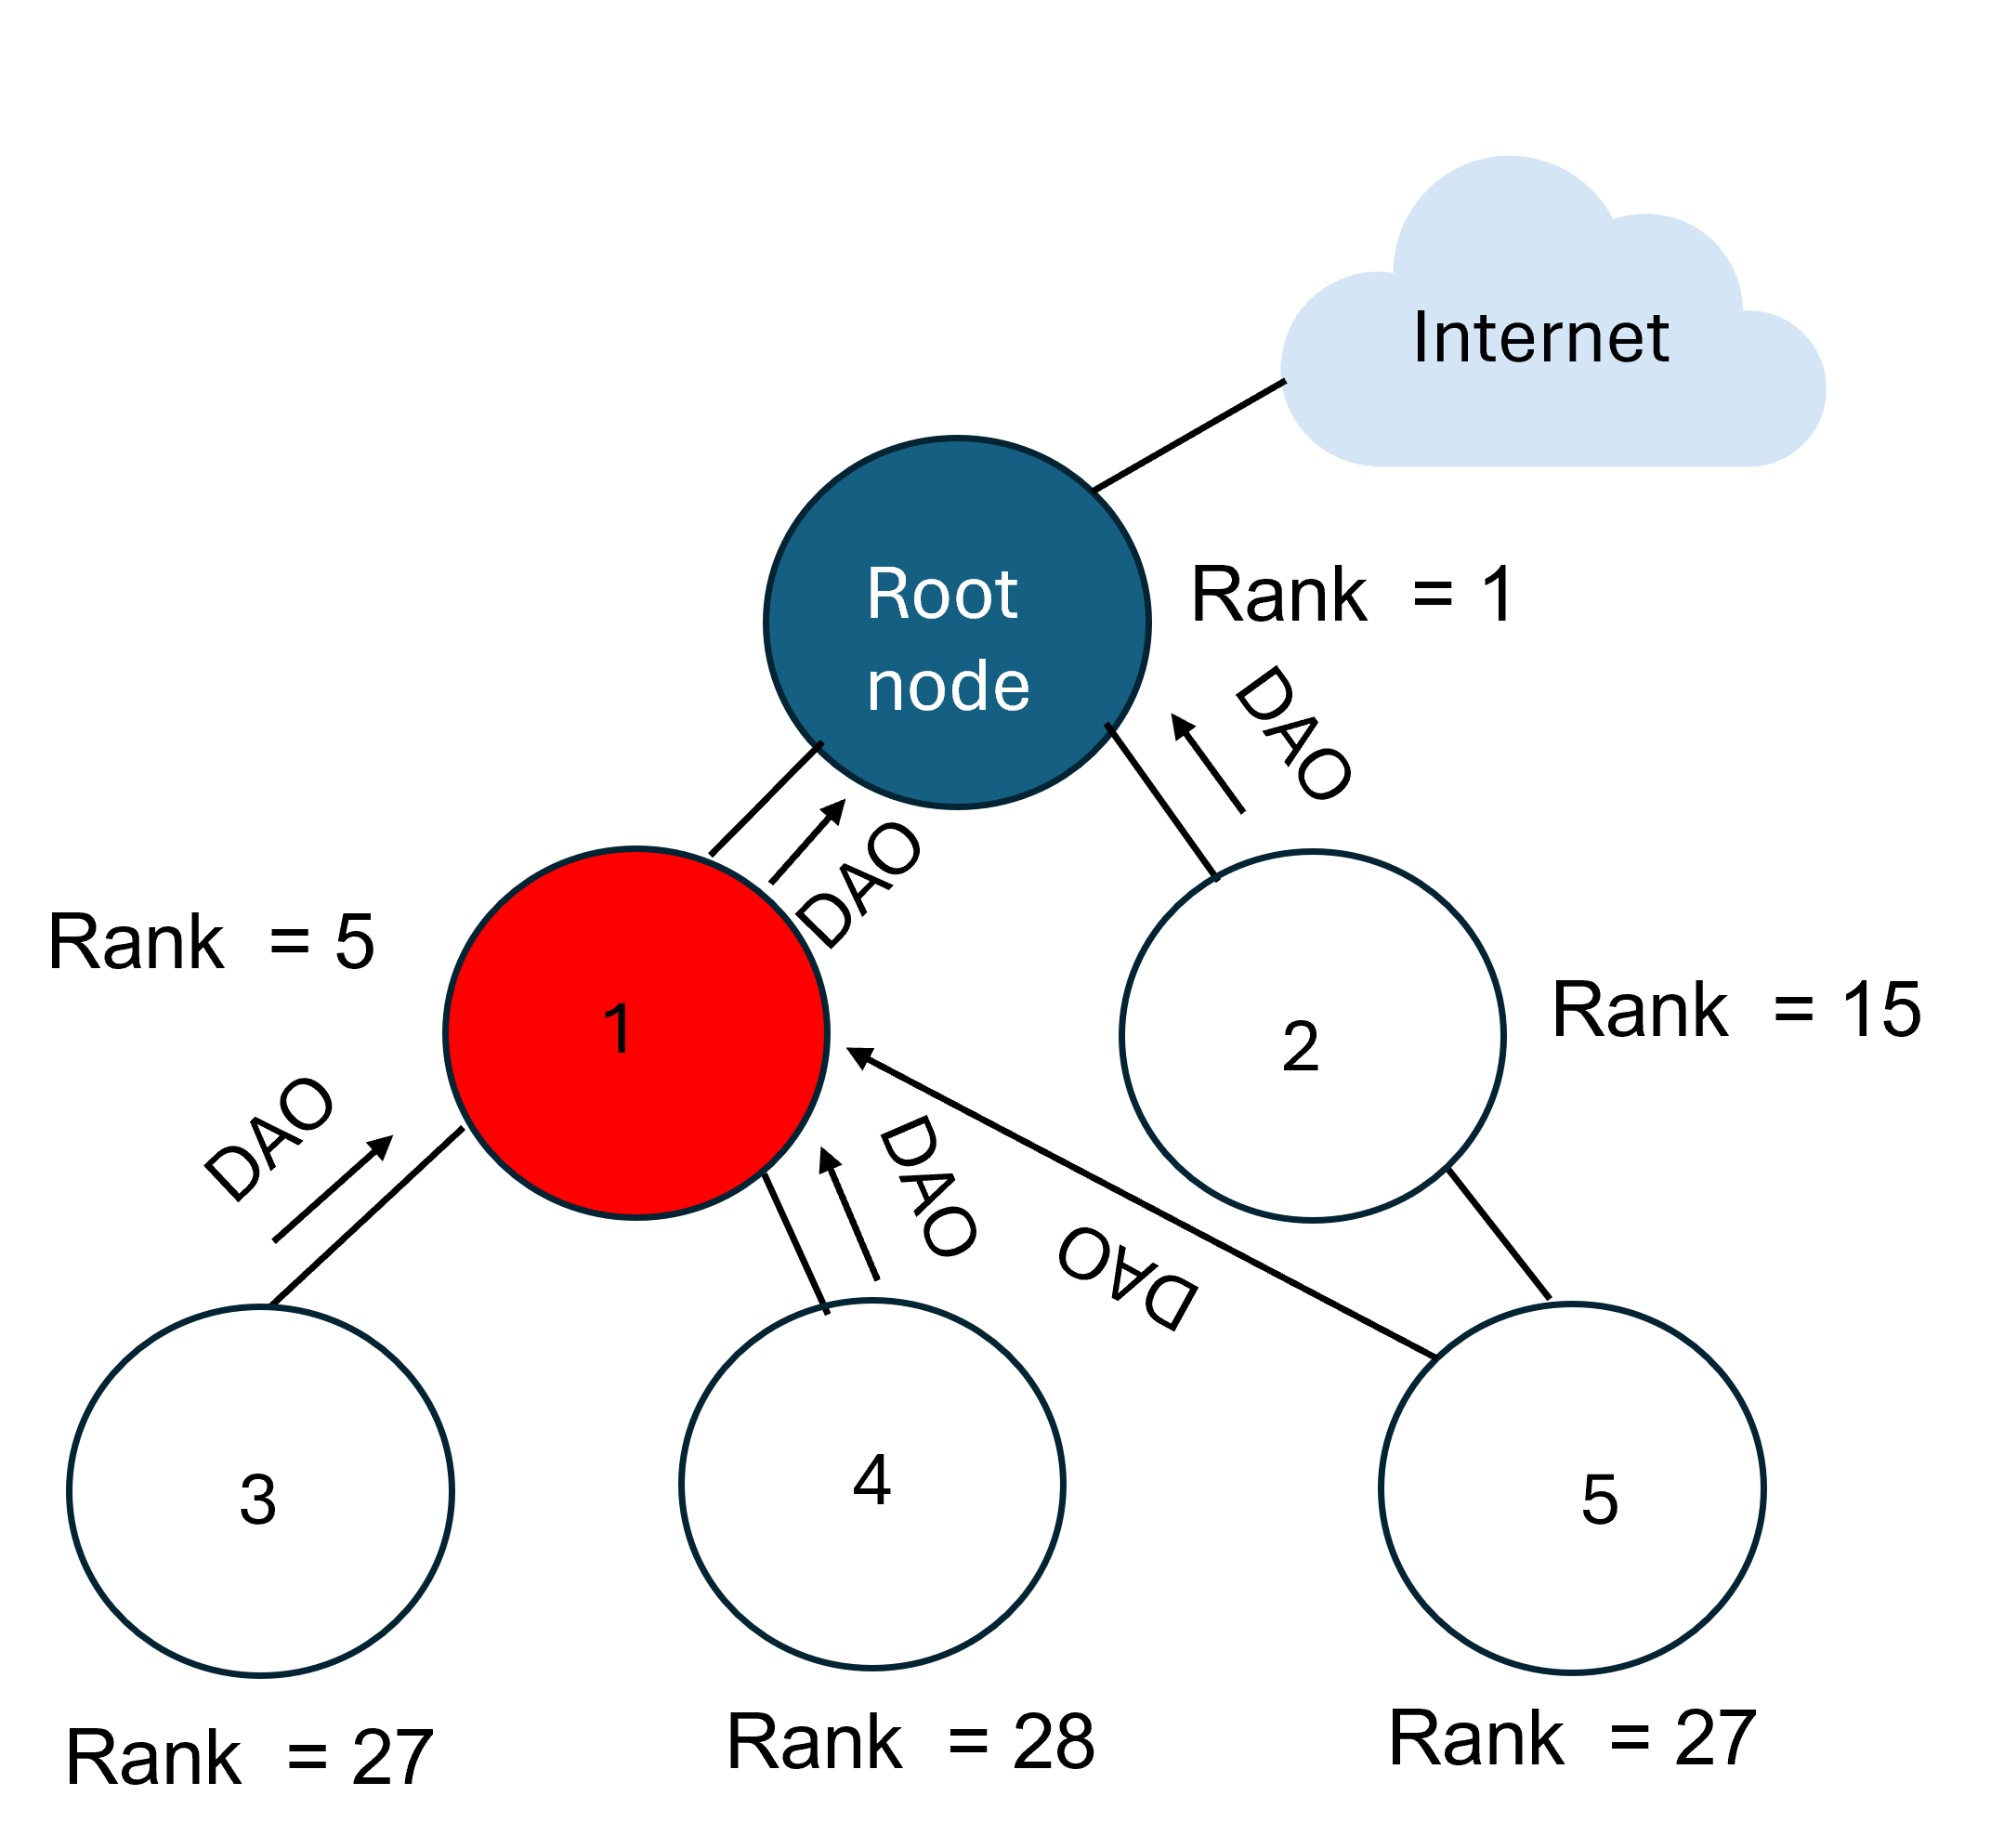 Internet
Root
node
Rank = 1
DAO
DAO
Rank = 5
1
2
Rank = 15
DAO
DAO
DAO
3
4
5
Rank = 27
Rank = 28
Rank = 27